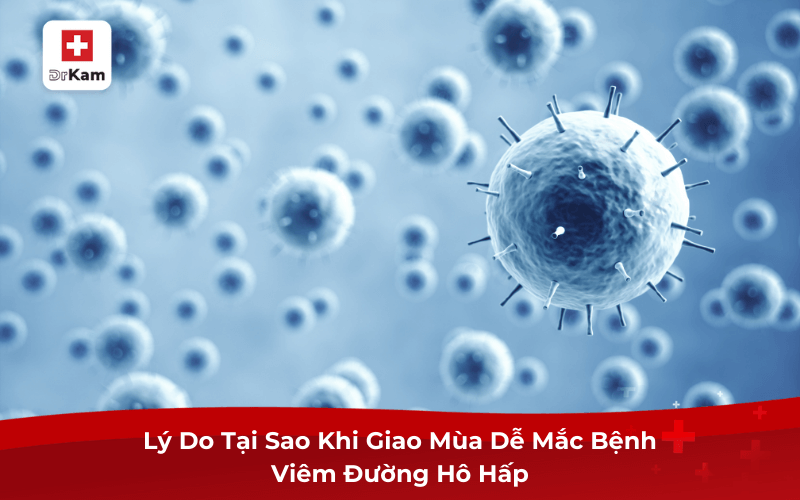 DrKam
Lý Do Tại Sao Khi Giao Mùa Dễ Mắc Bệnh
Viêm Đường Hô Hấp